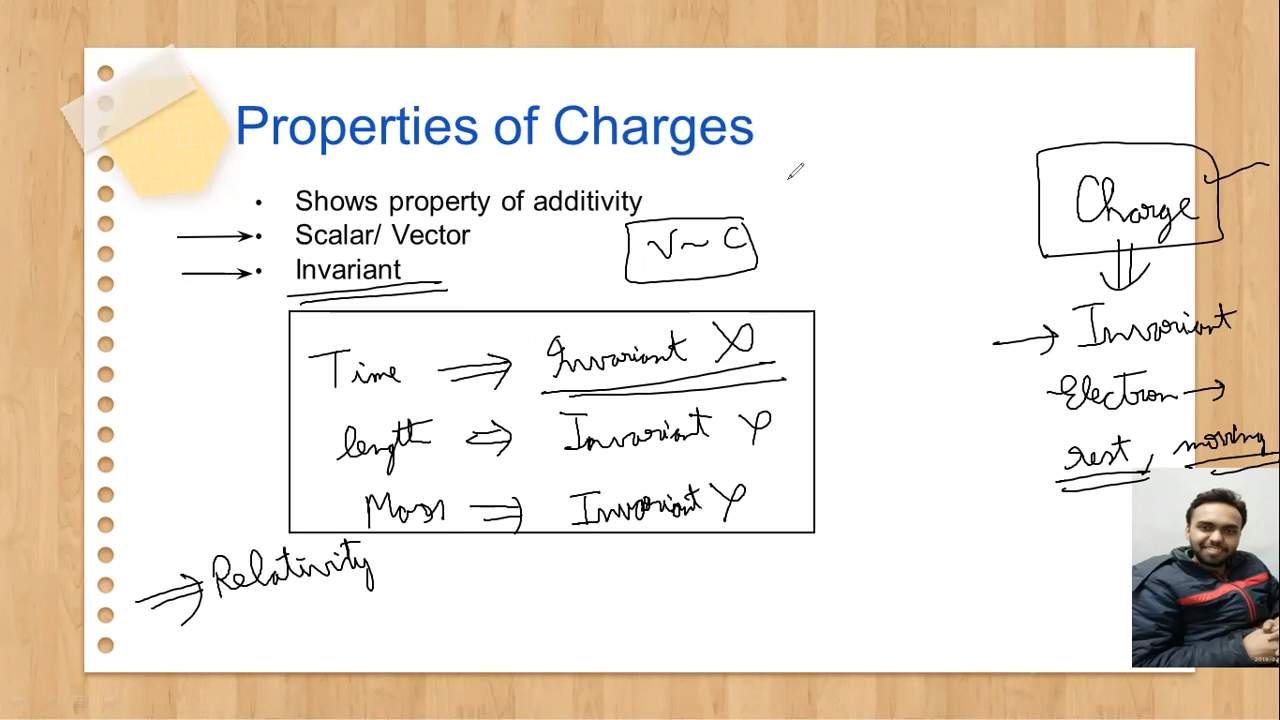 Properties of Charges
• Shows property of additivity
• Scalar/ Vector
• Invariant
V ~ C
Time ⇒ Invariant X
length ⇒ Invariant X
Mass ⇒ Invariant X
⇒ Relativity
Charge
→ Invariant
Electron →
rest, moving